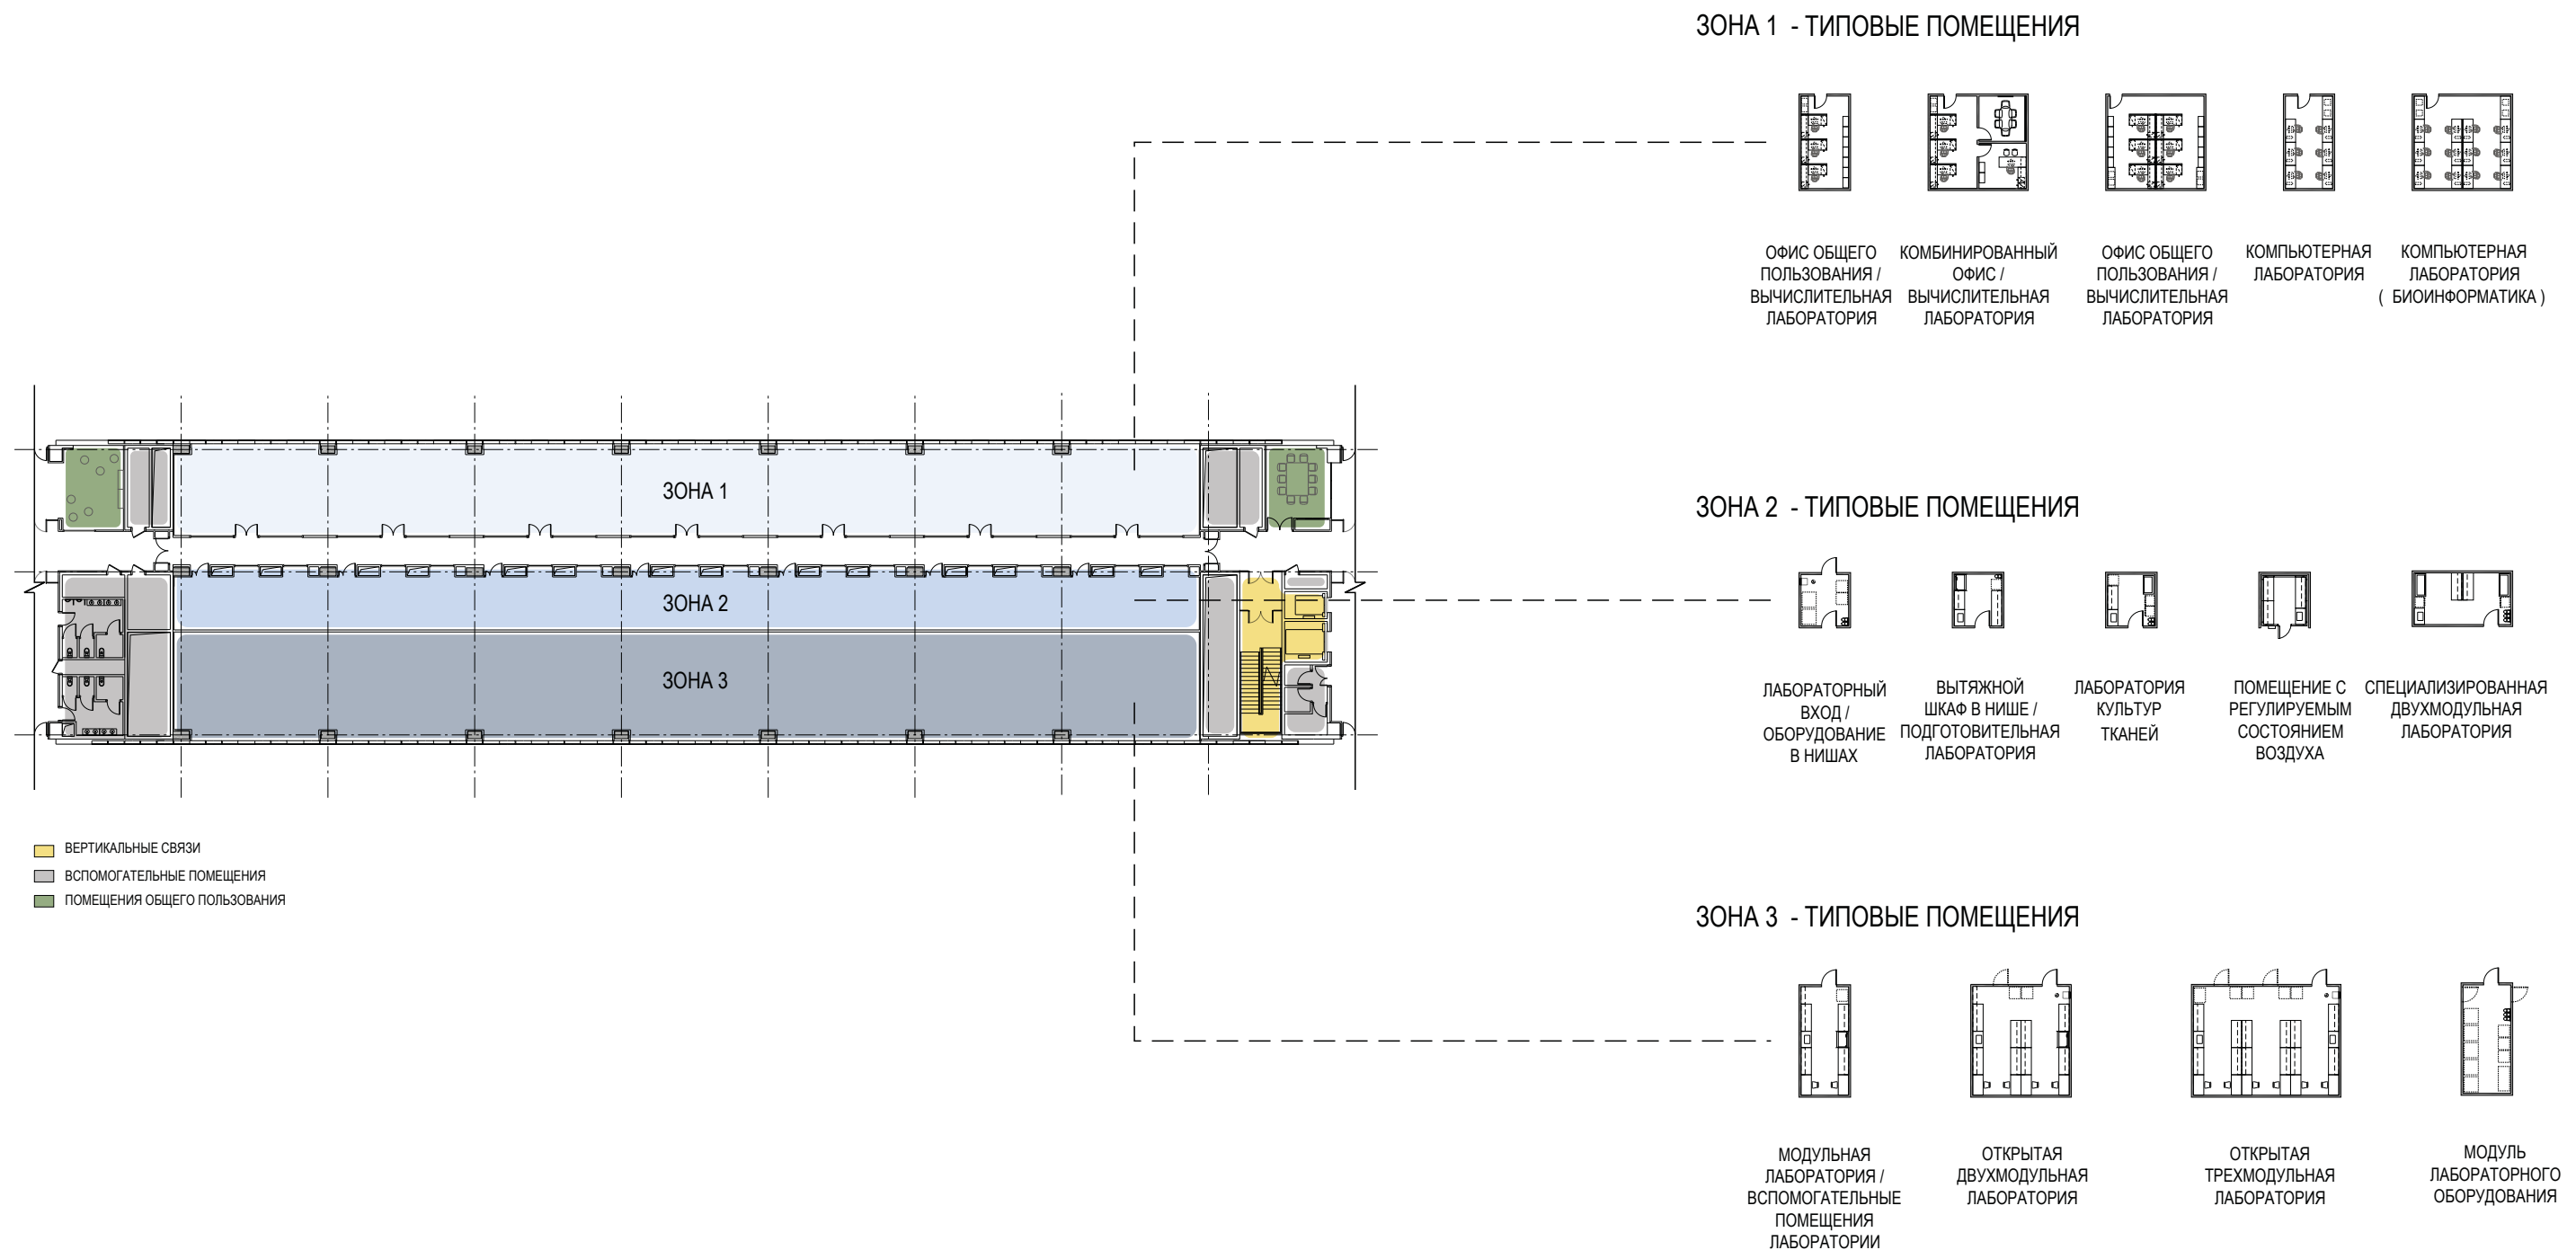 ЗОНА 1 - ТИПОВЫЕ ПОМЕЩЕНИЯ
ОФИС ОБЩЕГО
ПОЛЬЗОВАНИЯ /
ВЫЧИСЛИТЕЛЬНАЯ
ЛАБОРАТОРИЯ
КОМБИНИРОВАННЫЙ
ОФИС /
ВЫЧИСЛИТЕЛЬНАЯ
ЛАБОРАТОРИЯ
ОФИС ОБЩЕГО
ПОЛЬЗОВАНИЯ /
ВЫЧИСЛИТЕЛЬНАЯ
ЛАБОРАТОРИЯ
КОМПЬЮТЕРНАЯ
ЛАБОРАТОРИЯ
КОМПЬЮТЕРНАЯ
ЛАБОРАТОРИЯ
( БИОИНФОРМАТИКА )
ЗОНА 1
ЗОНА 2
ЗОНА 3
ЗОНА 2 - ТИПОВЫЕ ПОМЕЩЕНИЯ
ЛАБОРАТОРНЫЙ
ВХОД /
ОБОРУДОВАНИЕ
В НИШАХ
ВЫТЯЖНОЙ
ШКАФ В НИШЕ /
ПОДГОТОВИТЕЛЬНАЯ
ЛАБОРАТОРИЯ
ЛАБОРАТОРИЯ
КУЛЬТУР
ТКАНЕЙ
ПОМЕЩЕНИЕ С
РЕГУЛИРУЕМЫМ
СОСТОЯНИЕМ
ВОЗДУХА
СПЕЦИАЛИЗИРОВАННАЯ
ДВУХМОДУЛЬНАЯ
ЛАБОРАТОРИЯ
ВЕРТИКАЛЬНЫЕ СВЯЗИ
ВСПОМОГАТЕЛЬНЫЕ ПОМЕЩЕНИЯ
ПОМЕЩЕНИЯ ОБЩЕГО ПОЛЬЗОВАНИЯ
ЗОНА 3 - ТИПОВЫЕ ПОМЕЩЕНИЯ
МОДУЛЬНАЯ
ЛАБОРАТОРИЯ /
ВСПОМОГАТЕЛЬНЫЕ
ПОМЕЩЕНИЯ
ЛАБОРАТОРИИ
ОТКРЫТАЯ
ДВУХМОДУЛЬНАЯ
ЛАБОРАТОРИЯ
ОТКРЫТАЯ
ТРЕХМОДУЛЬНАЯ
ЛАБОРАТОРИЯ
МОДУЛЬ
ЛАБОРАТОРНОГО
ОБОРУДОВАНИЯ